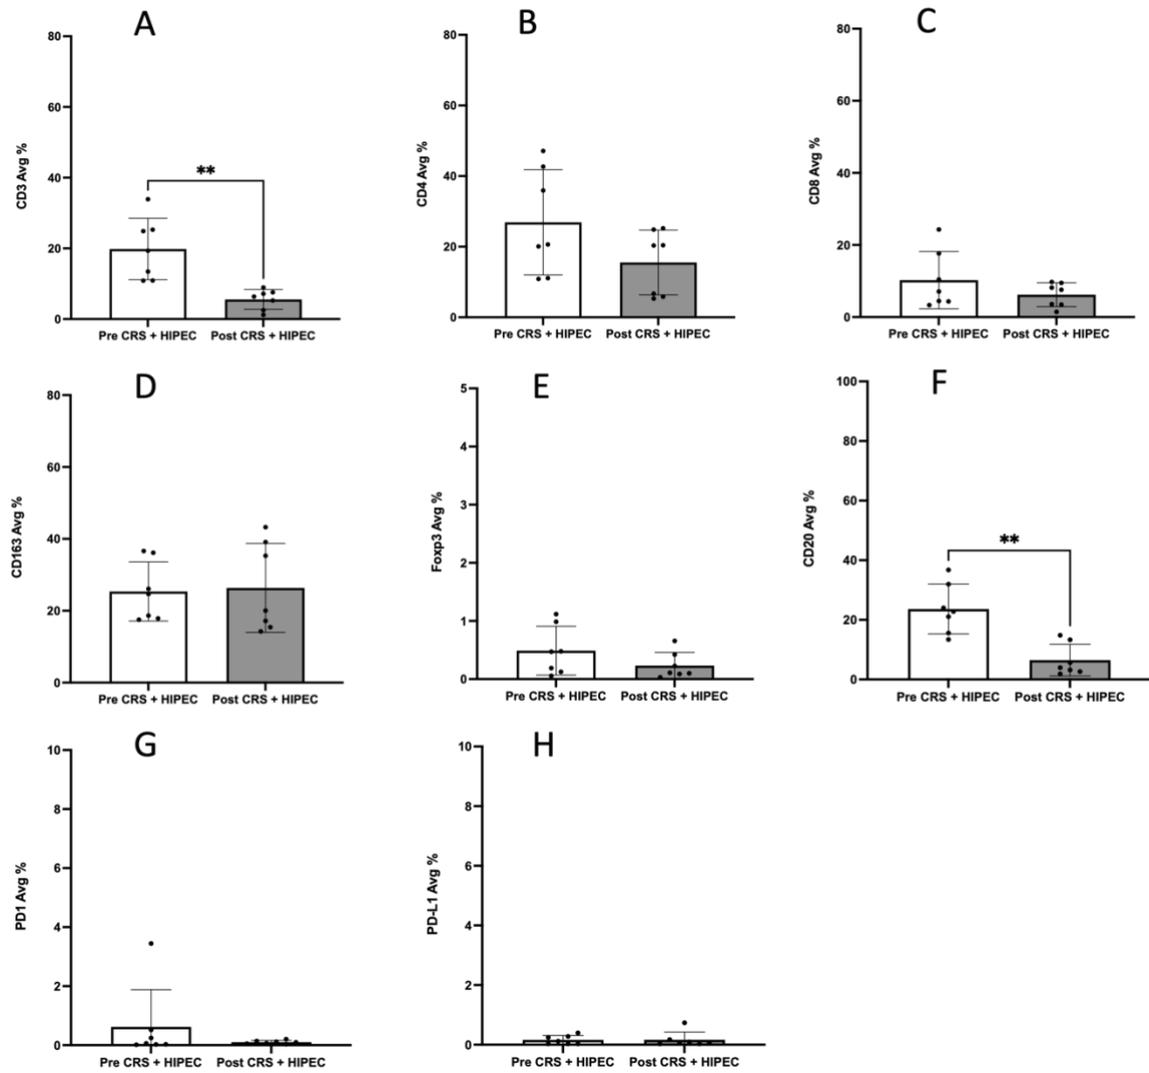 A
B
C
80
60
40
20
0
CD3 Avg %
**
Pre CRS + HIPEC
Post CRS + HIPEC
80
60
40
20
0
CD4 Avg %
Pre CRS + HIPEC
Post CRS + HIPEC
80
60
40
20
0
CD8 Avg %
Pre CRS + HIPEC
Post CRS + HIPEC
D
E
F
80
60
40
20
0
CD163 Avg %
Pre CRS + HIPEC
Post CRS + HIPEC
5
4
3
2
1
0
Foxp3 Avg %
Pre CRS + HIPEC
Post CRS + HIPEC
100
80
60
40
20
0
CD20 Avg %
**
Pre CRS + HIPEC
Post CRS + HIPEC
G
H
10
8
6
4
2
0
PD1 Avg %
Pre CRS + HIPEC
Post CRS + HIPEC
10
8
6
4
2
0
PD-L1 Avg %
Pre CRS + HIPEC
Post CRS + HIPEC